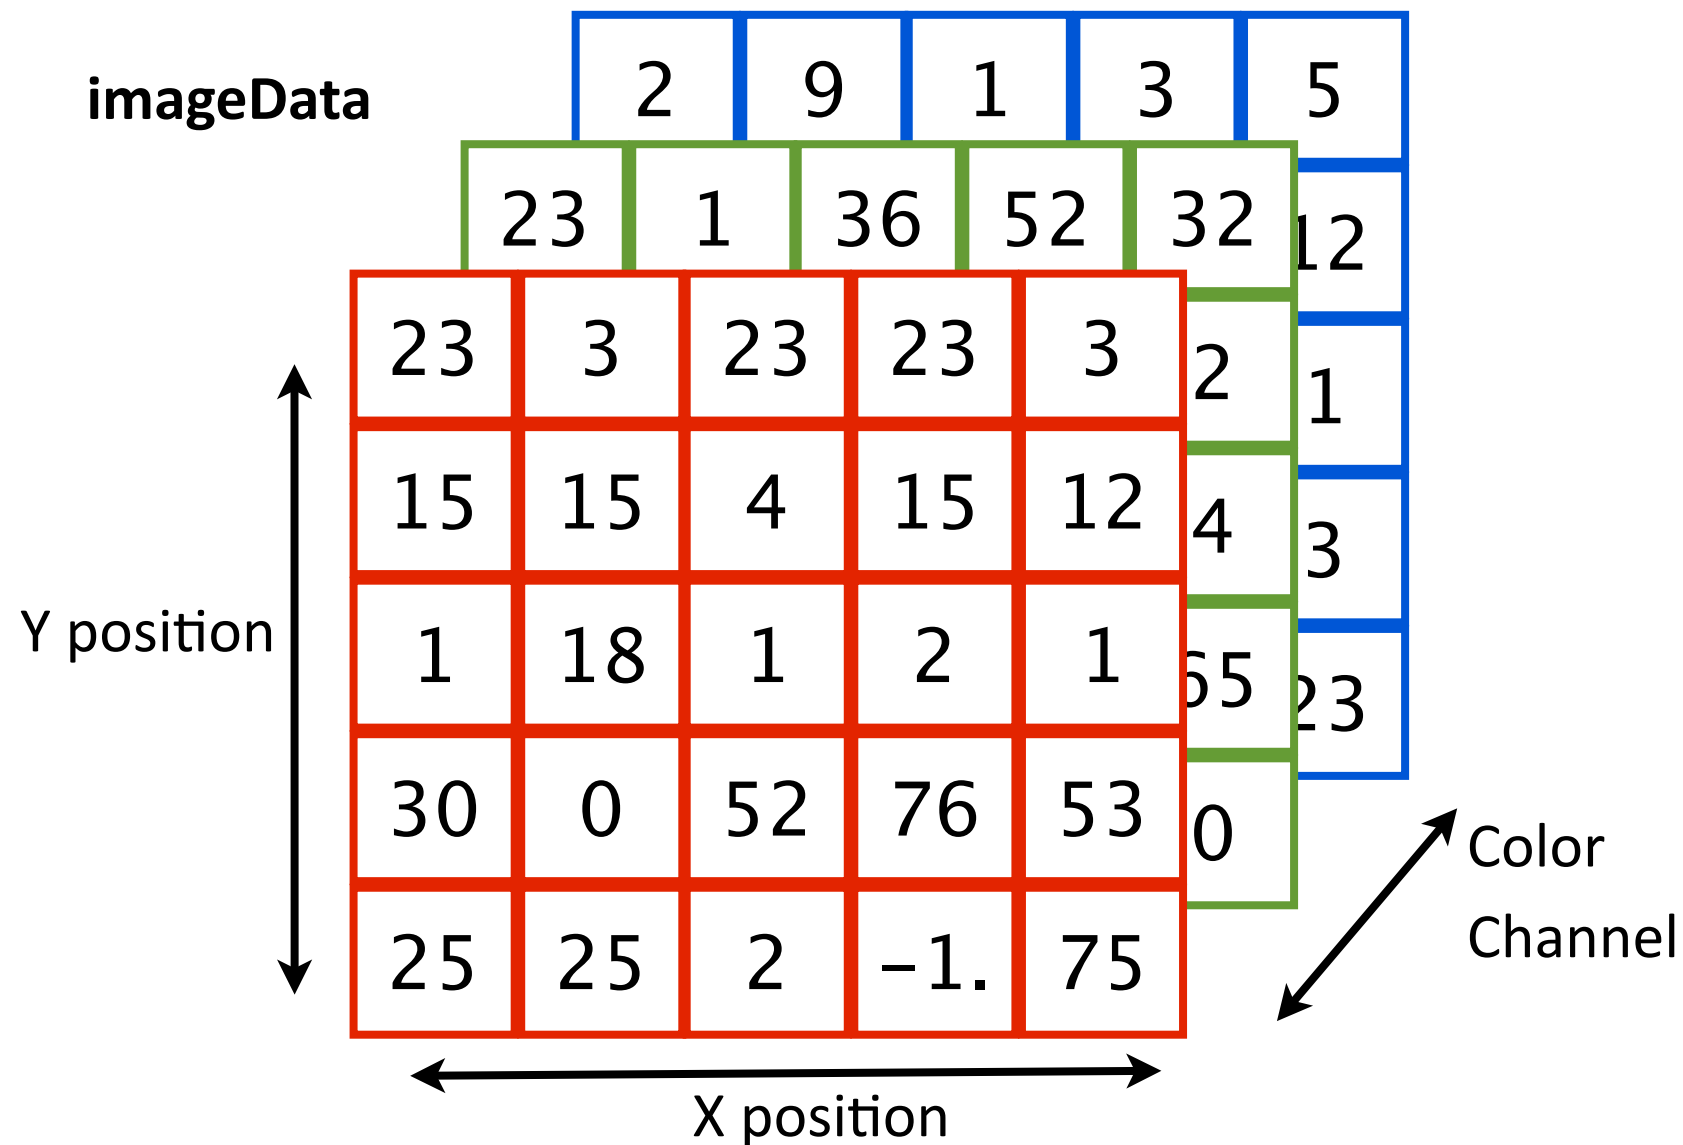 imageData
2 9 1 3 5
23 1 36 52 32 12
23 3 23 23 3 2 1
15 15 4 15 12 4 3
Y position
1 18 1 2 1 65 23
30 0 52 76 53 0
Color
Channel
25 25 2 -1. 75
X position